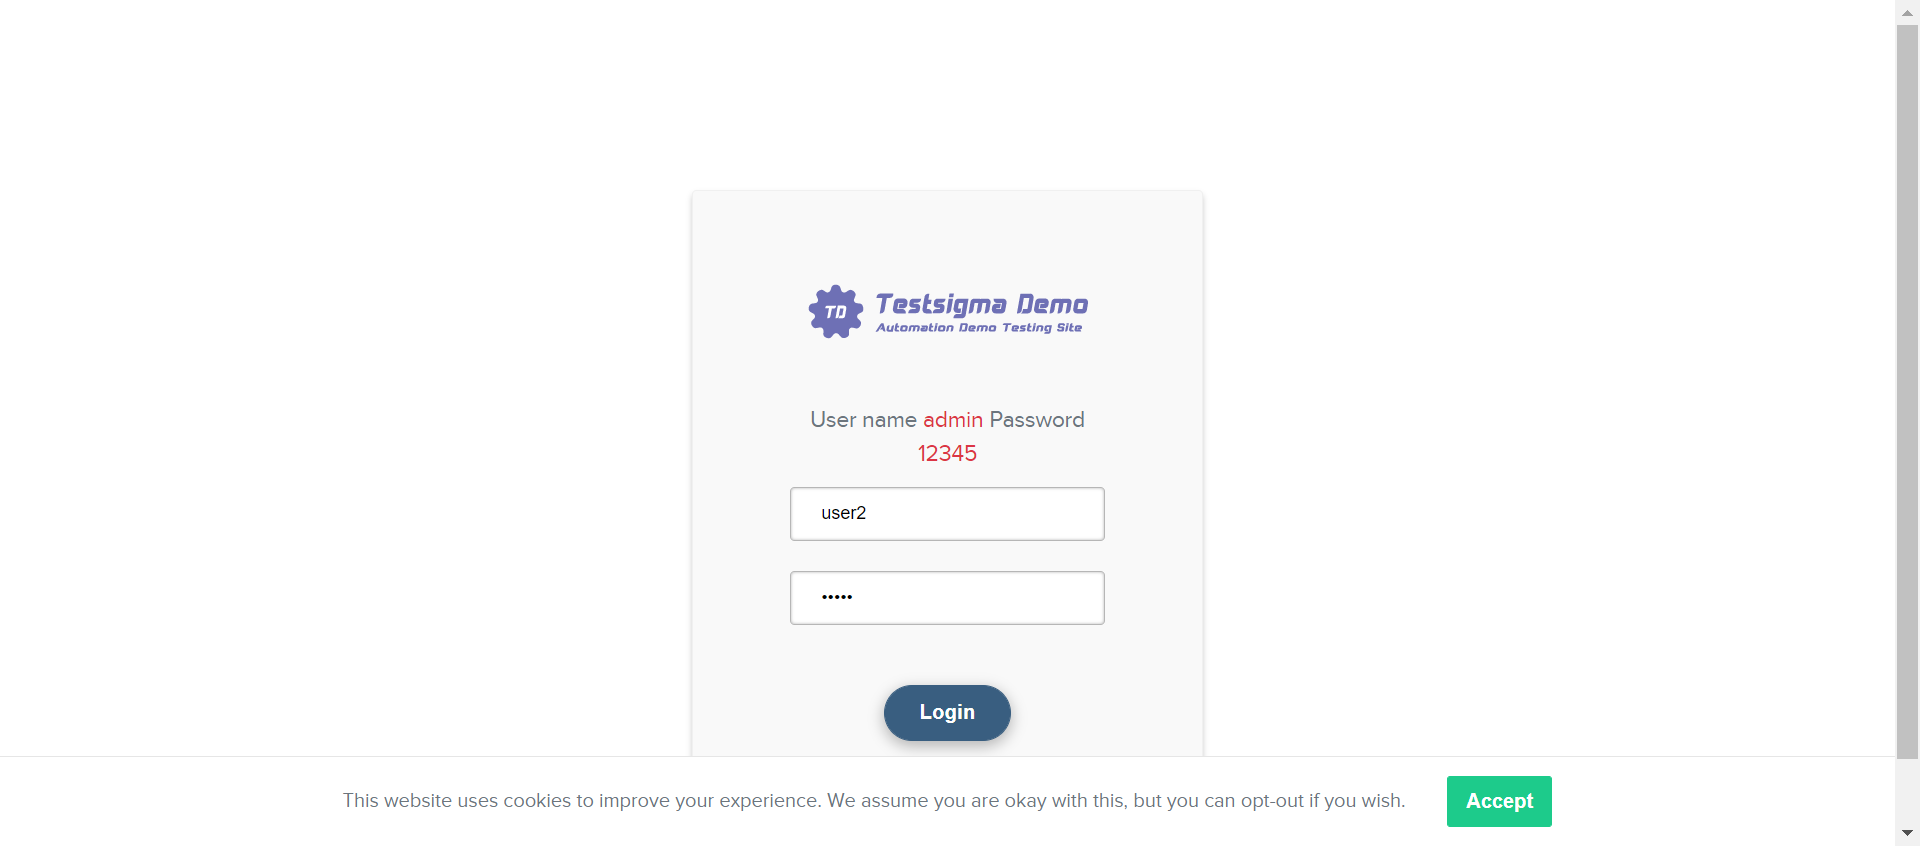 TD
Testsigma Demo
Automation Demo Testing Site
User name admin Password
12345
user2
•••••
Login
This website uses cookies to improve your experience. We assume you are okay with this, but you can opt-out if you wish.
Accept